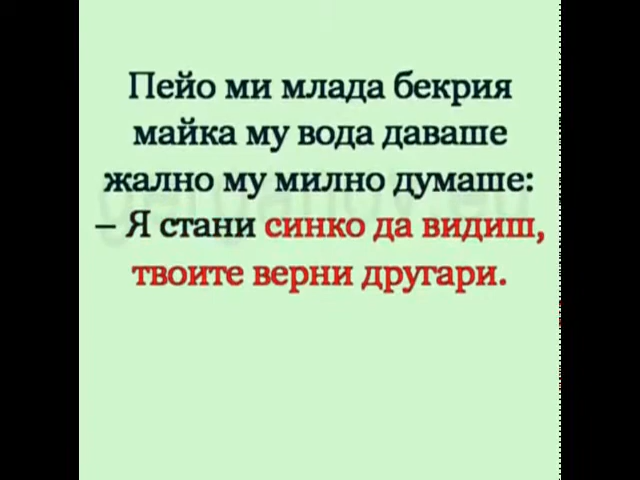 Пейо ми млада бекрия
майка му вода даваше
жално му милно думаше:
– Я стани синко да видиш,
твоите верни другари.